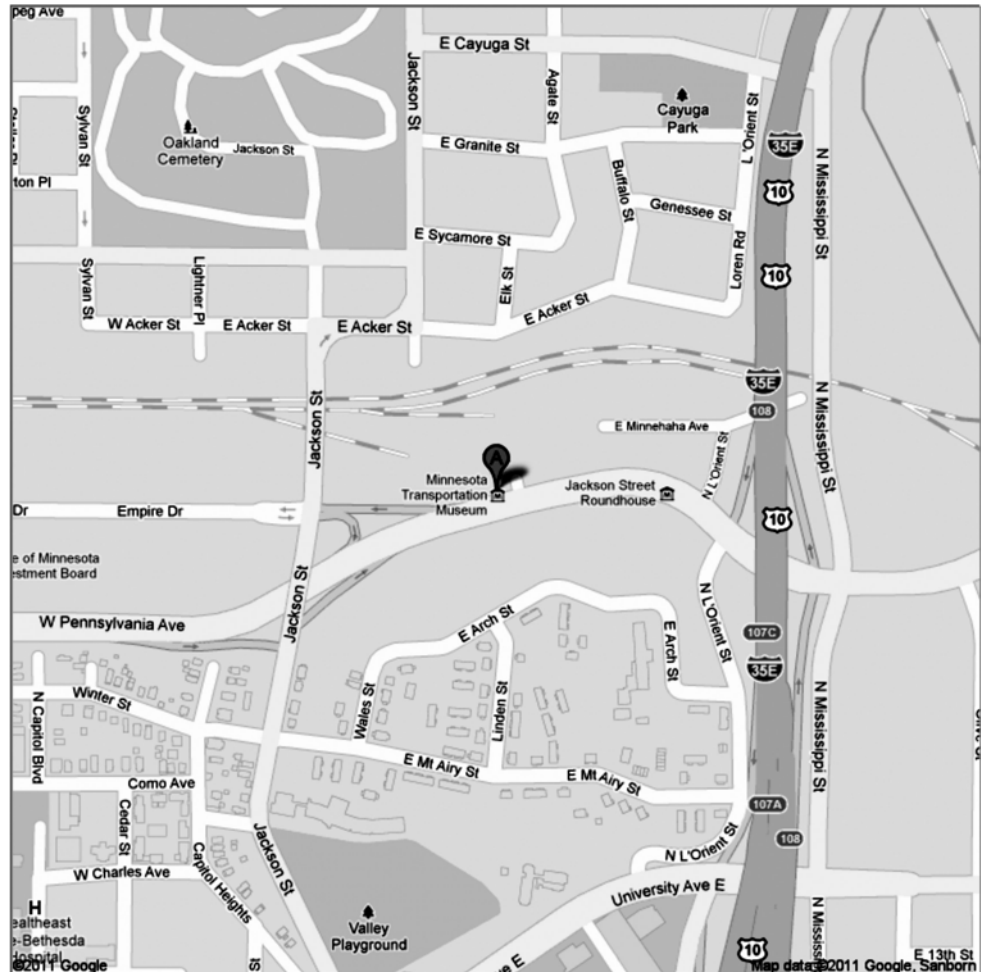 peg Ave
E Cayuga St
Jackson St
Agate St
Cayuga
Park
L'Orient St
35E
Sylvan St
Oakland
Cemetery
Jackson St
E Granite St
N Mississippi St
10
rton Pl
Buffalo St
Genessee St
E Sycamore St
Loren Rd
Sylvan St
Lightner Pl
Elk St
10
W Acker St
E Acker St
E Acker St
E Acker St
35E
108
Jackson St
N Mississippi St
E Minnehaha Ave
N L'Orient St
A
Minnesota
Transportation
Museum
Jackson Street
Roundhouse
Dr
Empire Dr
10
e of Minnesota
estment Board
Jackson St
W Pennsylvania Ave
E Arch St
E Arch St
N L'Orient St
107C
35E
Wales St
Linden St
N Mississippi St
N Capitol Blvd
Winter St
E Mt Airy St
E Mt Airy St
Como Ave
Cedar St
107A
Jackson St
N L'Orient St
108
W Charles Ave
Capitol Heights
University Ave E
H
ealtheast
e-Bethesda
Hospital
Valley
Playground
St
ve E
10
N Mississi
E 13th St
©2011 Google
Map data ©2011 Google, Sanborn